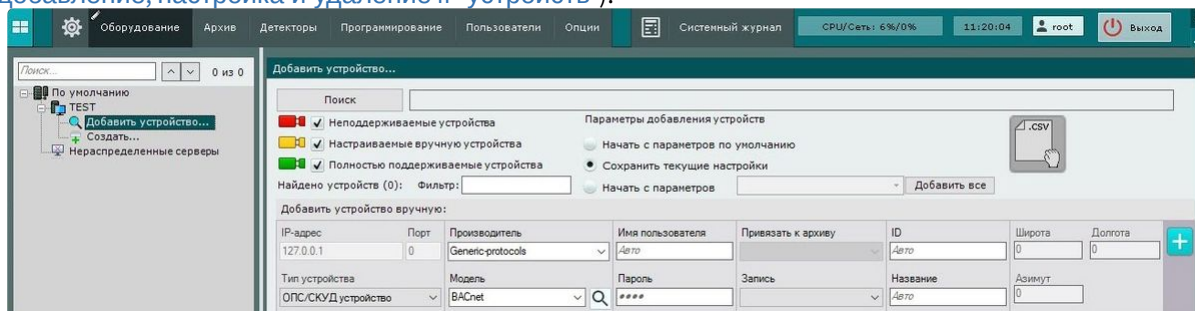 добавление, настройка и удаление IP-устройств").
Оборудование Архив Детекторы Программирование Пользователи Опции Системный журнал CPU/Сеть: 6%/0% 11:20:04 root Выход
Поиск... 0 из 0
По умолчанию
TEST
Добавить устройство...
Создать...
Нераспределенные серверы
Добавить устройство...
Поиск
Неподдерживаемые устройства
Настраиваемые вручную устройства
Полностью поддерживаемые устройства
Параметры добавления устройств
Начать с параметров по умолчанию
Сохранить текущие настройки
Начать с параметров
Добавить все
.CSV
Найдено устройств (0): Фильтр:
Добавить устройство вручную:
IP-адрес Порт Производитель Имя пользователя Привязать к архиву ID Широта Долгота
127.0.0.1 0 Generic-protocols Авто Авто 0 0
Тип устройства Модель Пароль Запись Название Азимут
ОПС/СКУД устройство BACnet **** Авто 0